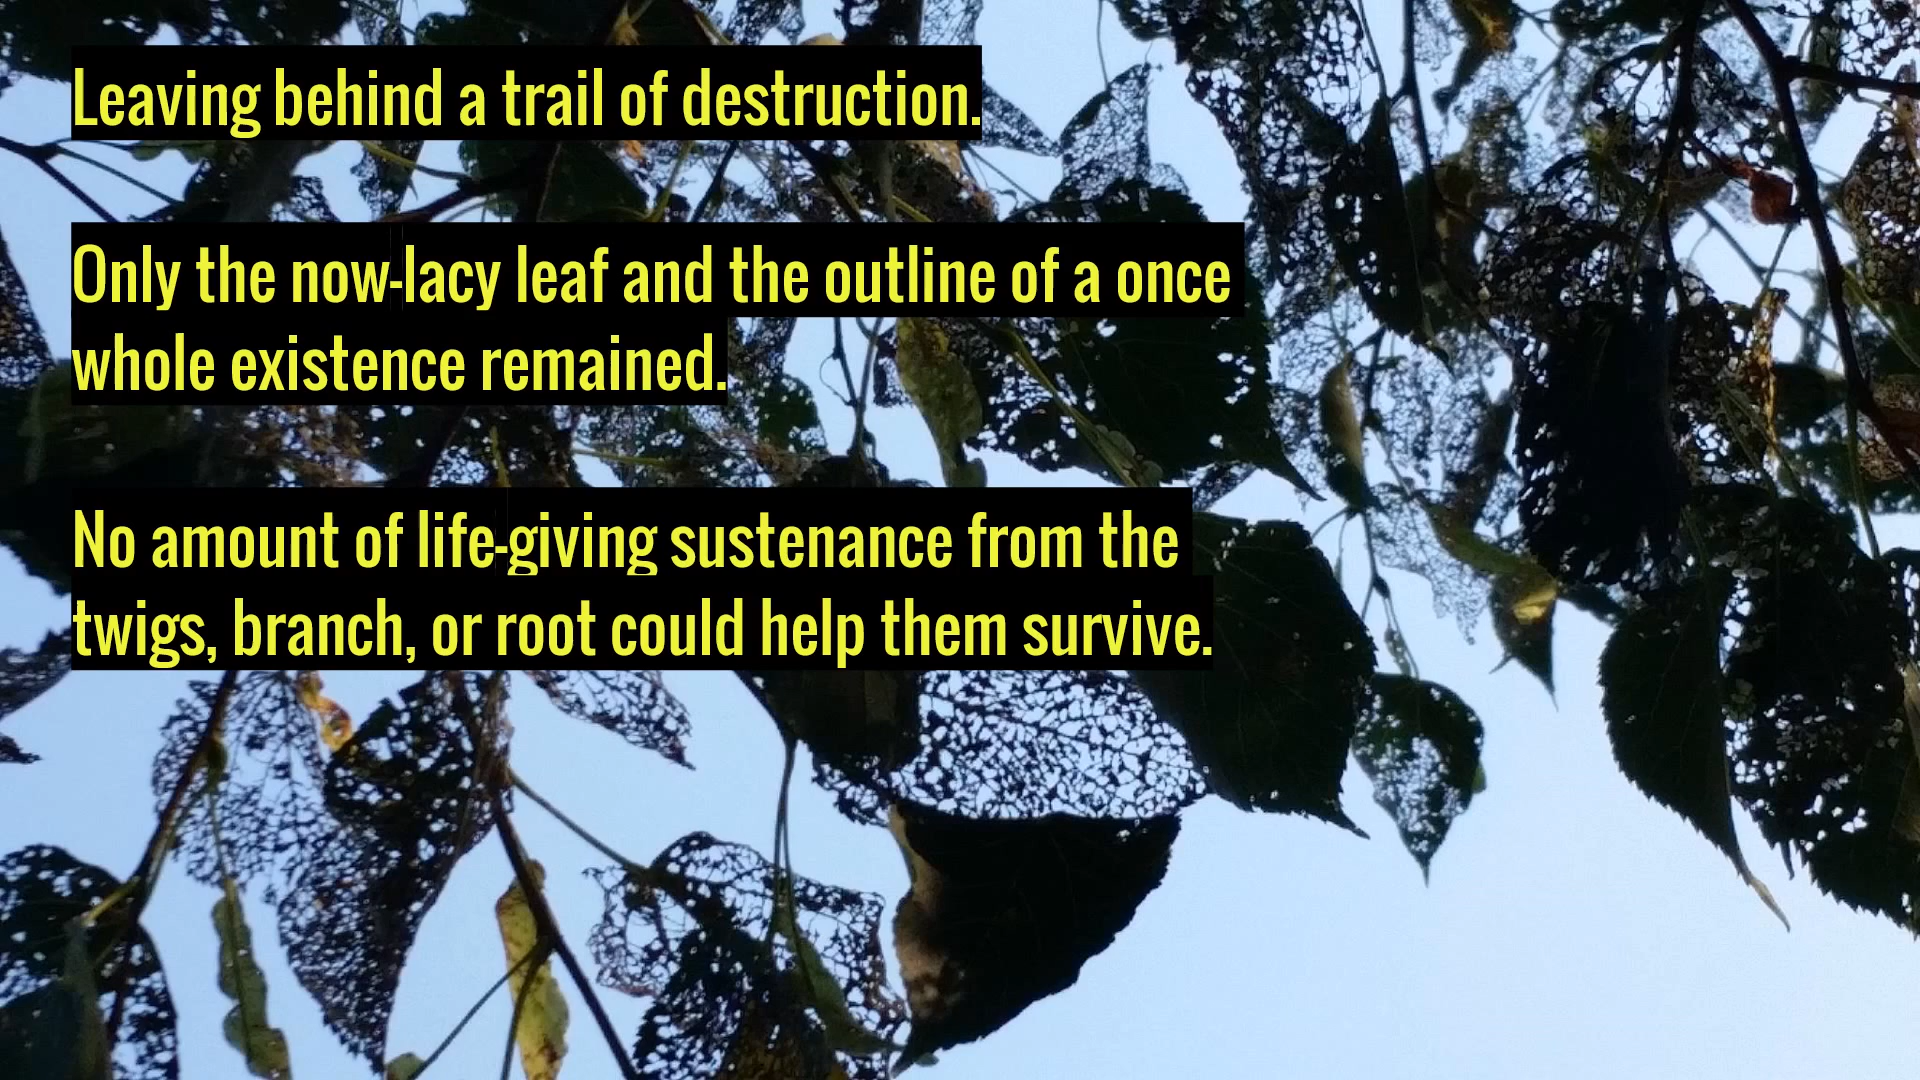 Leaving behind a trail of destruction.
Only the now-lacy leaf and the outline of a once
whole existence remained.
No amount of life-giving sustenance from the
twigs, branch, or root could help them survive.